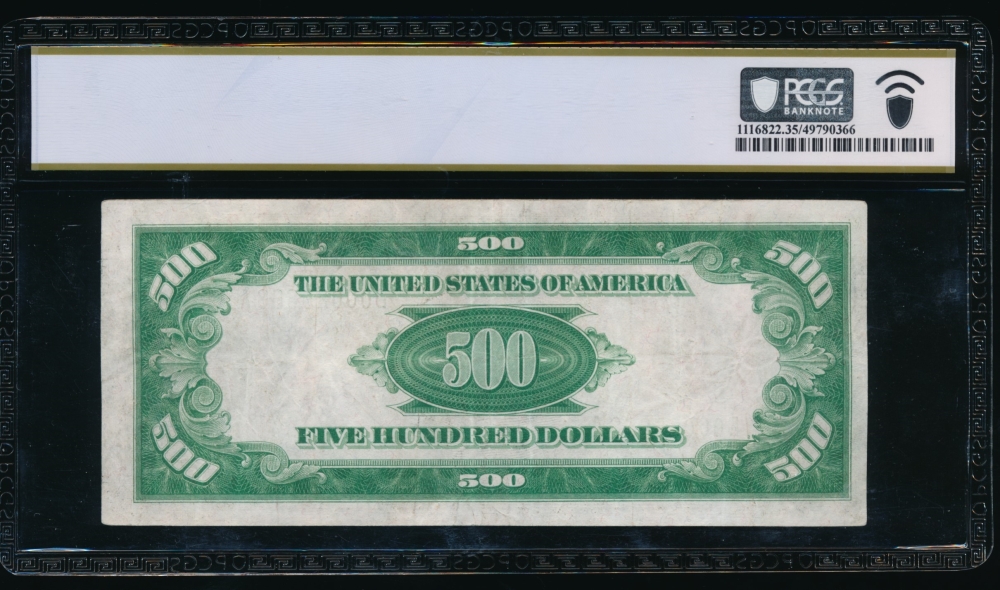 PCGS
BANKNOTE
1116822.35/49790366
500
500 500
THE UNITED STATES OF AMERICA
500
FIVE HUNDRED DOLLARS
500 500
500